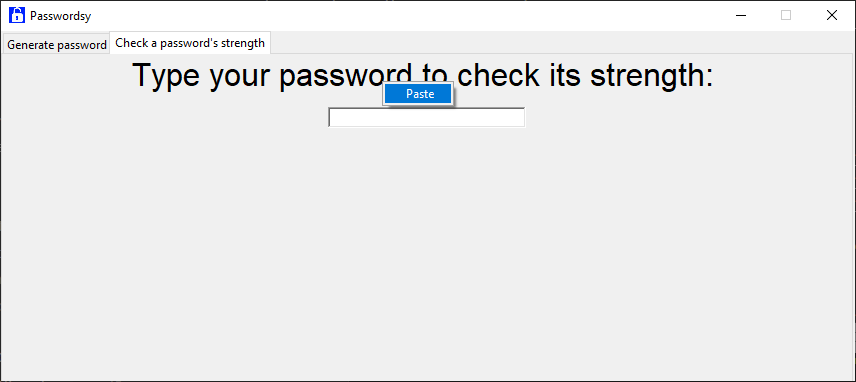 Passwordsy
Generate password Check a password's strength
Type your password to check its strength:
Paste